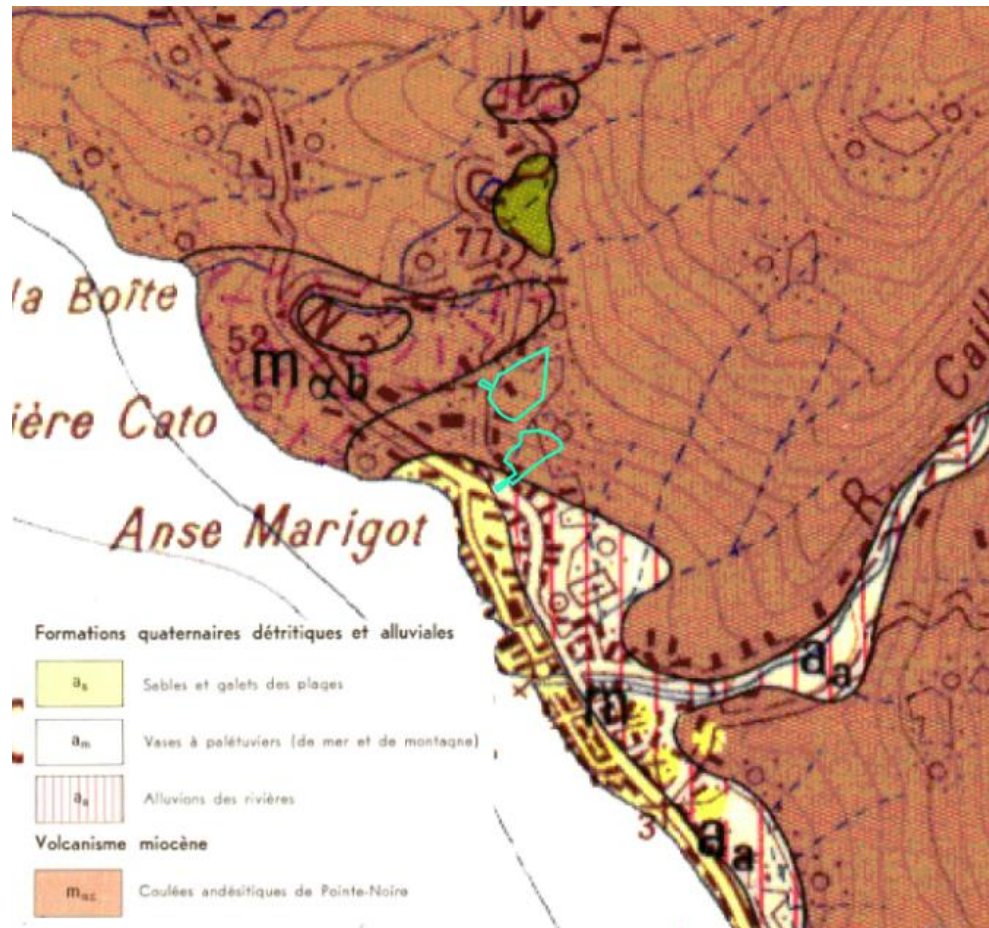 77
la Boîte
52
mαb
ière Cato
R. Caill
Anse Marigot
Formations quaternaires détritiques et alluviales
as Sables et galets des plages
am Vases à palétuviers (de mer et de montagne)
aa Alluvions des rivières
Volcanisme miocène
mαc Coulées andésitiques de Pointe-Noire
aa
m
3
aa